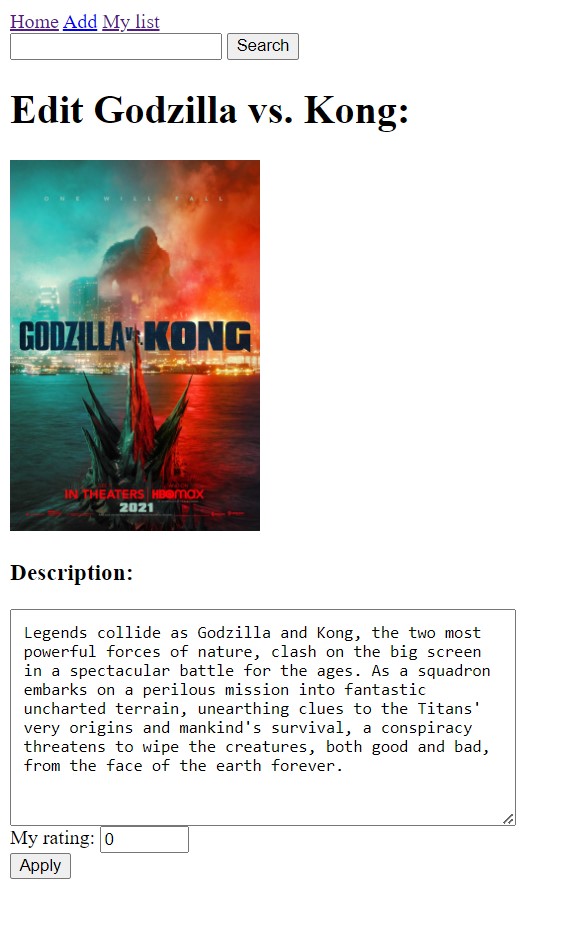 Home Add My list
Search
Edit Godzilla vs. Kong:
ONE WILL FALL
GODZILLA VS. KONG
IN THEATERS | HBOMAX
2021
Description:
Legends collide as Godzilla and Kong, the two most
powerful forces of nature, clash on the big screen
in a spectacular battle for the ages. As a squadron
embarks on a perilous mission into fantastic
uncharted terrain, unearthing clues to the Titans'
very origins and mankind's survival, a conspiracy
threatens to wipe the creatures, both good and bad,
from the face of the earth forever.
My rating: 0
Apply